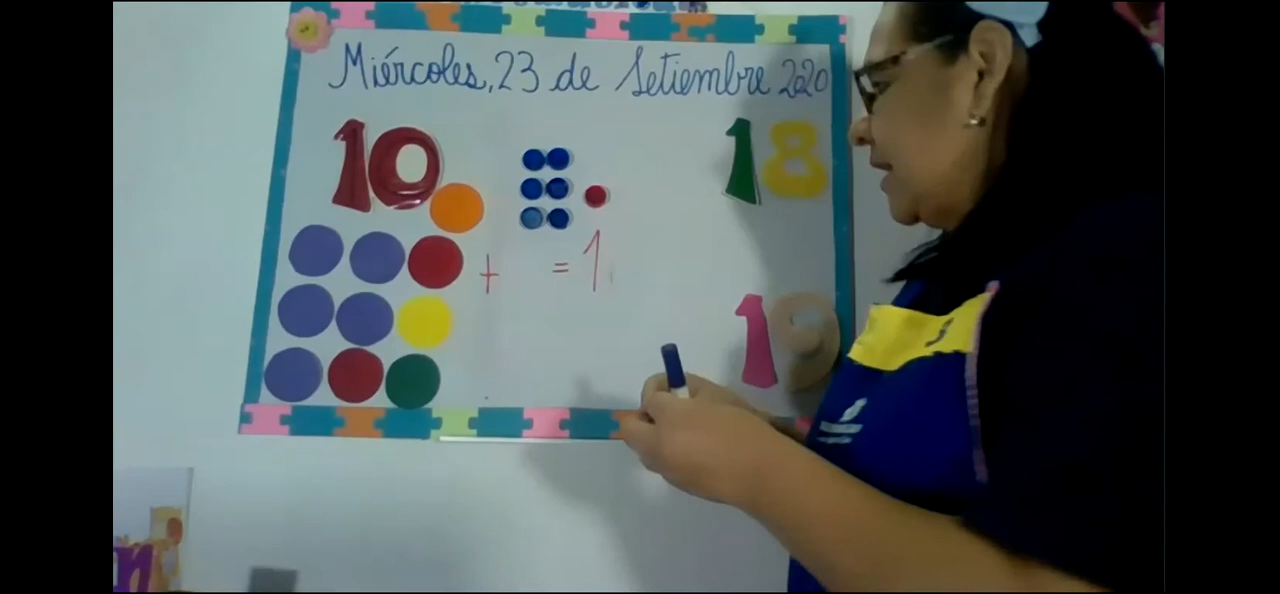 Miércoles, 23 de Setiembre 2020
10
18
+ = 1
19
n